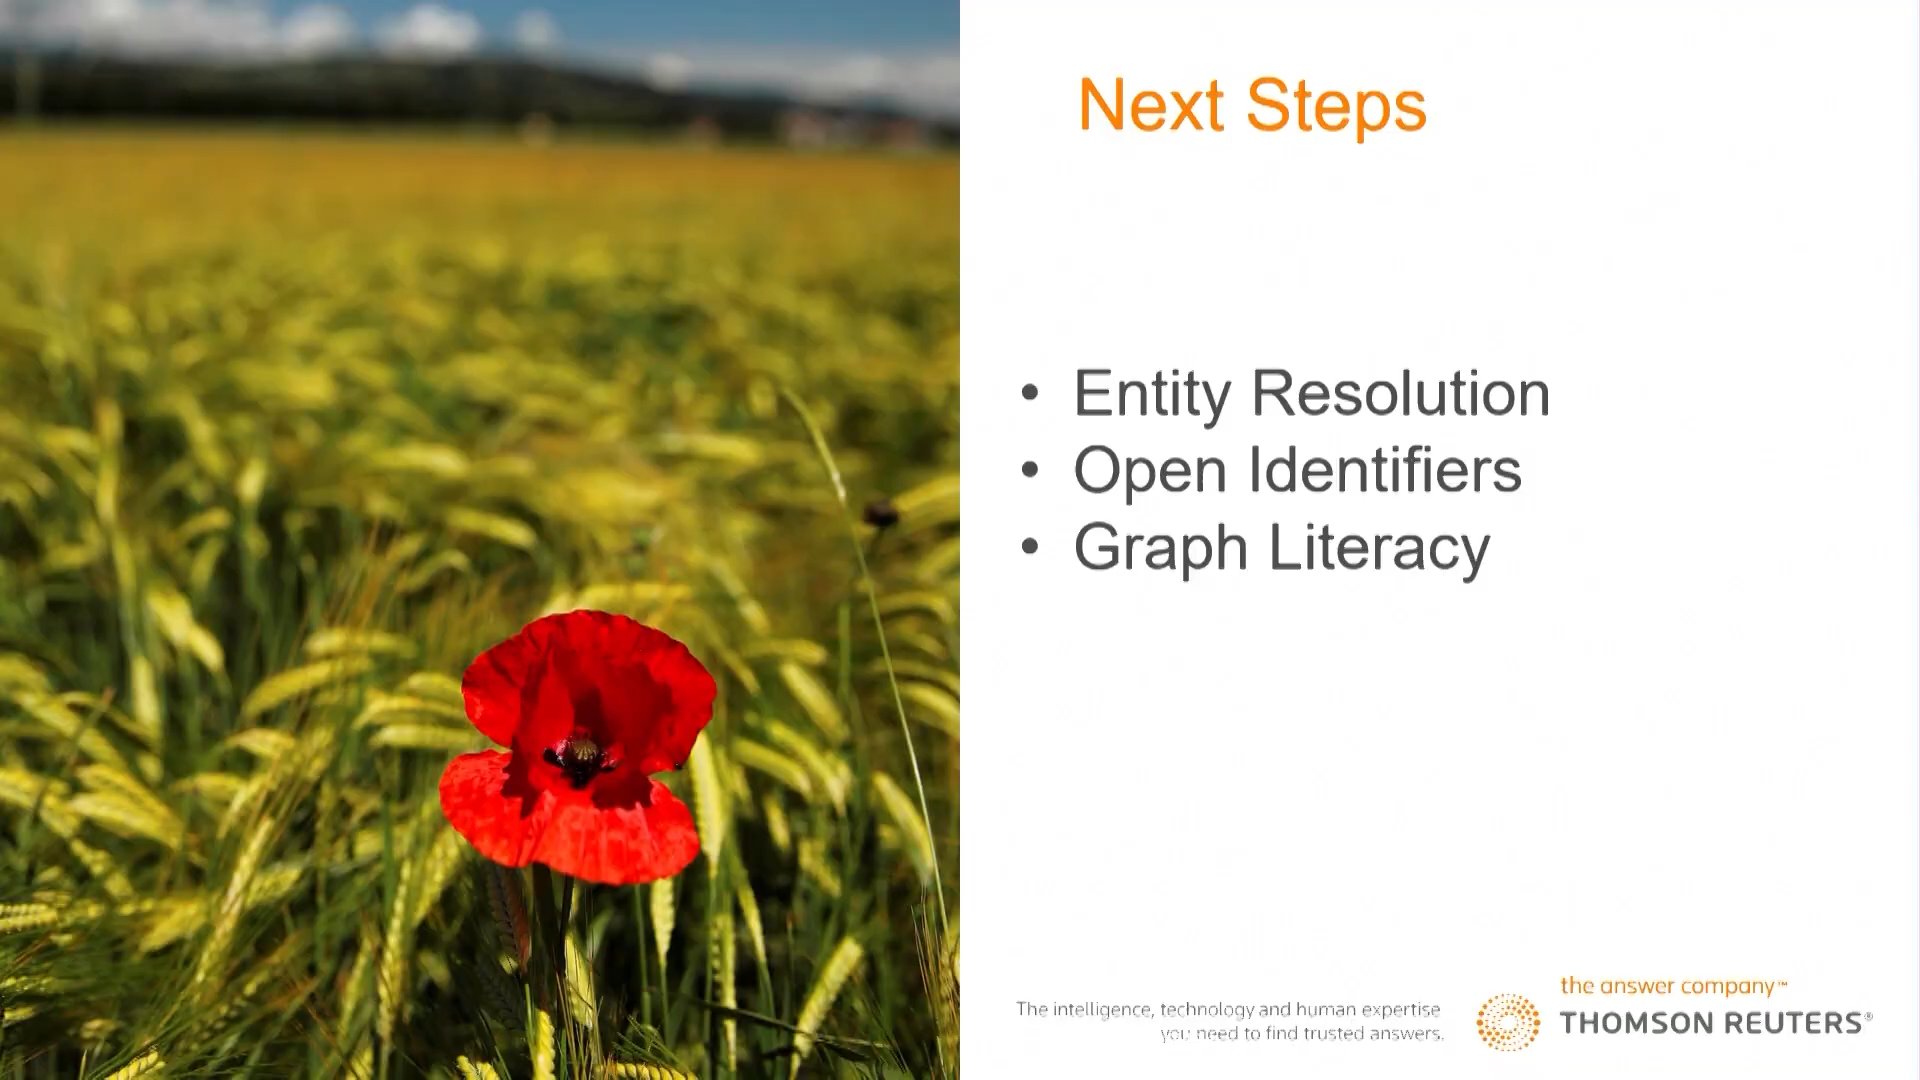 Next Steps
• Entity Resolution
• Open Identifiers
• Graph Literacy
The intelligence, technology and human expertise
you need to find trusted answers.
the answer company™
THOMSON REUTERS®